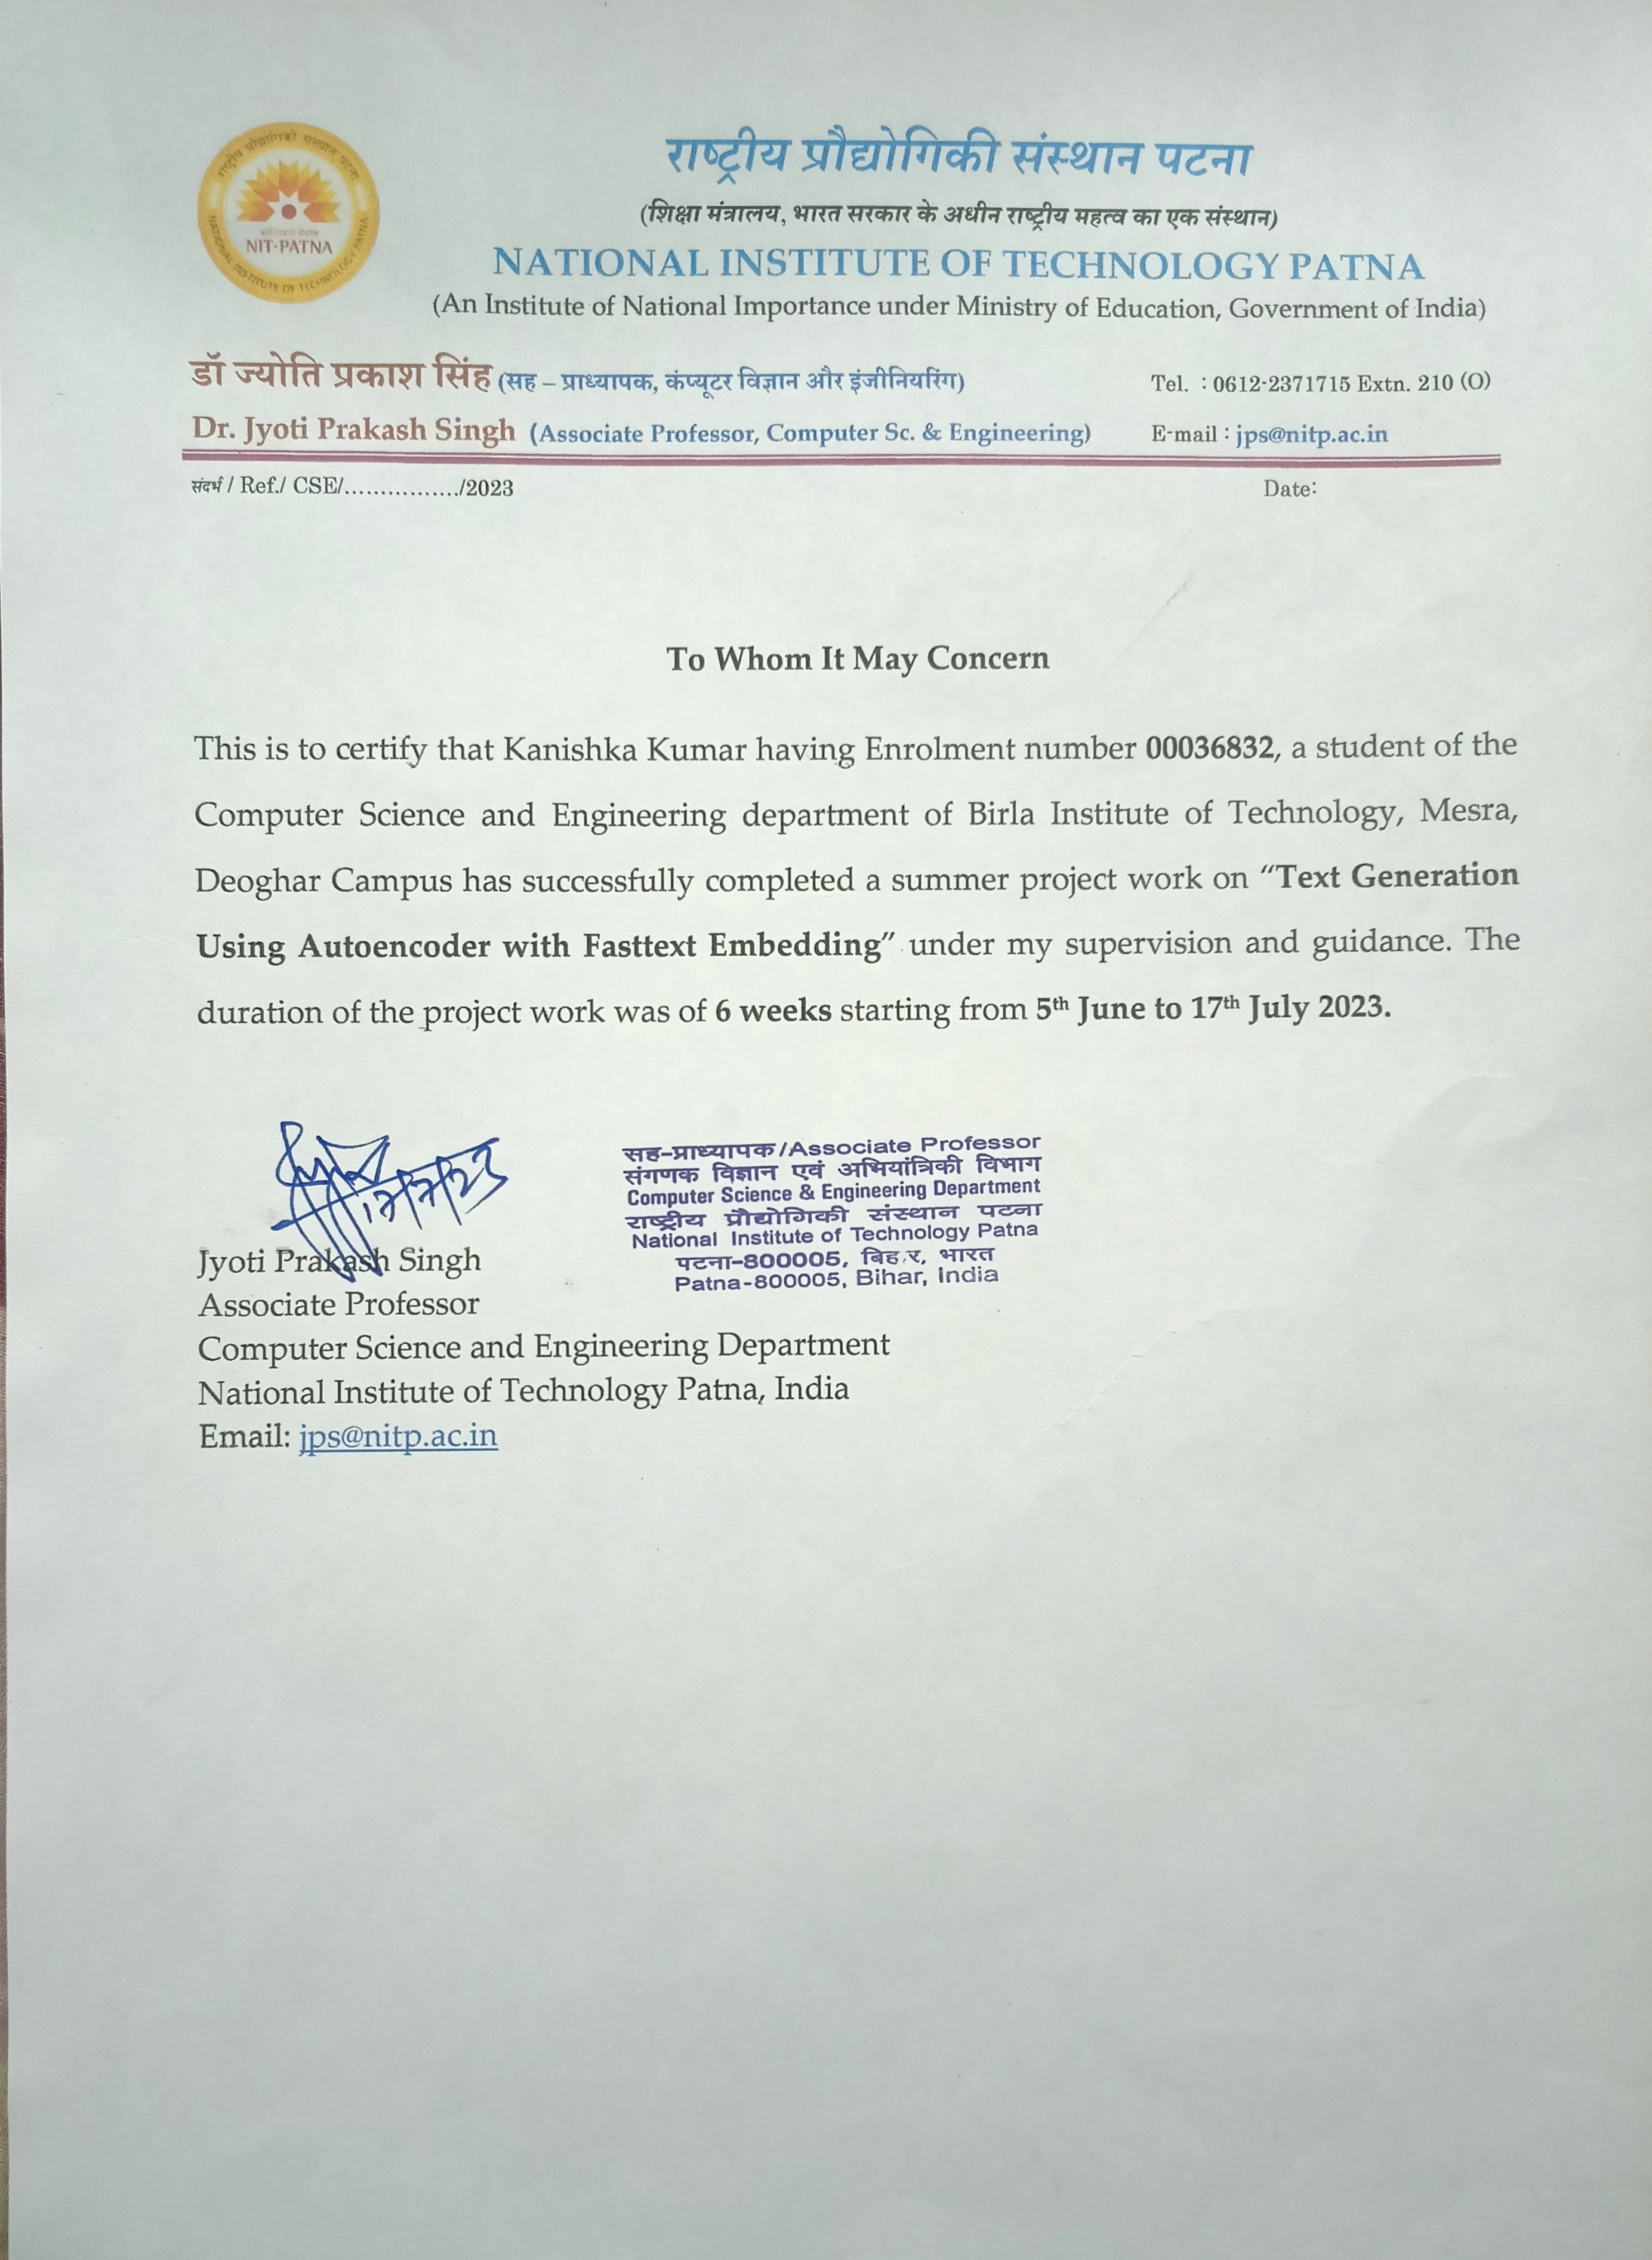 राष्ट्रीय प्रौद्योगिकी संस्थान पटना
NATIONAL INSTITUTE OF TECHNOLOGY PATNA
NIT-PATNA
राष्ट्रीय प्रौद्योगिकी संस्थान पटना
(शिक्षा मंत्रालय, भारत सरकार के अधीन राष्ट्रीय महत्व का एक संस्थान)
NATIONAL INSTITUTE OF TECHNOLOGY PATNA
(An Institute of National Importance under Ministry of Education, Government of India)
डॉ ज्योति प्रकाश सिंह (सह – प्राध्यापक, कंप्यूटर विज्ञान और इंजीनियरिंग) Tel. : 0612-2371715 Extn. 210 (O)
Dr. Jyoti Prakash Singh (Associate Professor, Computer Sc. & Engineering) E-mail : jps@nitp.ac.in
संदर्भ / Ref./ CSE/................/2023 Date:
To Whom It May Concern
This is to certify that Kanishka Kumar having Enrolment number 00036832, a student of the
Computer Science and Engineering department of Birla Institute of Technology, Mesra,
Deoghar Campus has successfully completed a summer project work on “Text Generation
Using Autoencoder with Fasttext Embedding” under my supervision and guidance. The
duration of the project work was of 6 weeks starting from 5th June to 17th July 2023.
सह-प्राध्यापक/Associate Professor
संगणक विज्ञान एवं अभियांत्रिकी विभाग
Computer Science & Engineering Department
राष्ट्रीय प्रौद्योगिकी संस्थान पटना
National Institute of Technology Patna
पटना-800005, बिहार, भारत
Patna-800005, Bihar, India
Jyoti Prakash Singh
Associate Professor
Computer Science and Engineering Department
National Institute of Technology Patna, India
Email: jps@nitp.ac.in